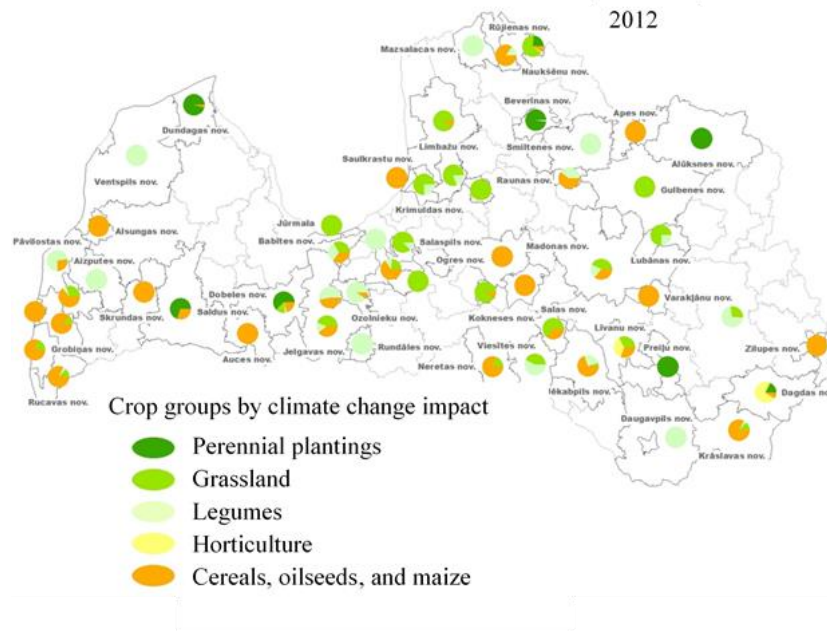 2012
Rūjienas nov.
Mazsalacas nov.
Naukšēnu nov.
Beverīnas nov.
Apes nov.
Dundagas nov.
Limbažu nov.
Smiltenes nov.
Alūksnes nov.
Saulkrastu nov.
Ventspils nov.
Raunas nov.
Gulbenes nov.
Krimuldas nov.
Jūrmala
Alsungas nov.
Pāvilostas nov.
Babītes nov.
Salaspils nov.
Madonas nov.
Aizputes nov.
Ogres nov.
Lubānas nov.
Dobeles nov.
Varakļānu nov.
Skrundas nov.
Saldus nov.
Ozolnieku nov.
Kokneses nov.
Salas nov.
Grobiņas nov.
Auces nov.
Jelgavas nov.
Rundāles nov.
Viesītes nov.
Līvānu nov.
Preiļu nov.
Zilupes nov.
Neretas nov.
ēkabpils nov.
Rucavas nov.
Dagdas no
Daugavpils nov.
Krāslavas nov.
Crop groups by climate change impact
Perennial plantings
Grassland
Legumes
Horticulture
Cereals, oilseeds, and maize